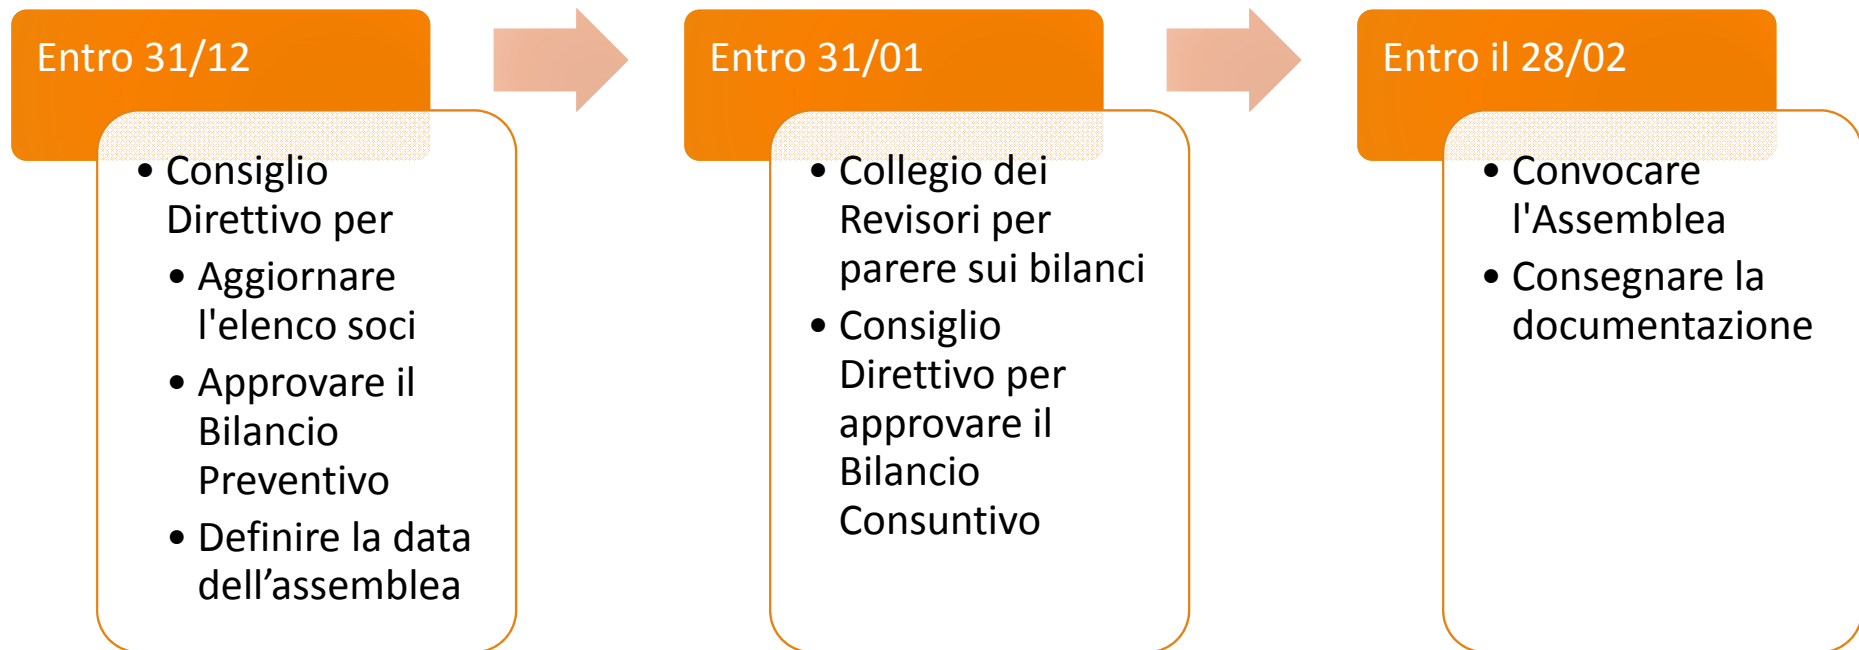 Entro 31/12
• Consiglio
Direttivo per
• Aggiornare
l'elenco soci
• Approvare il
Bilancio
Preventivo
• Definire la data
dell’assemblea
Entro 31/01
• Collegio dei
Revisori per
parere sui bilanci
• Consiglio
Direttivo per
approvare il
Bilancio
Consuntivo
Entro il 28/02
• Convocare
l'Assemblea
• Consegnare la
documentazione